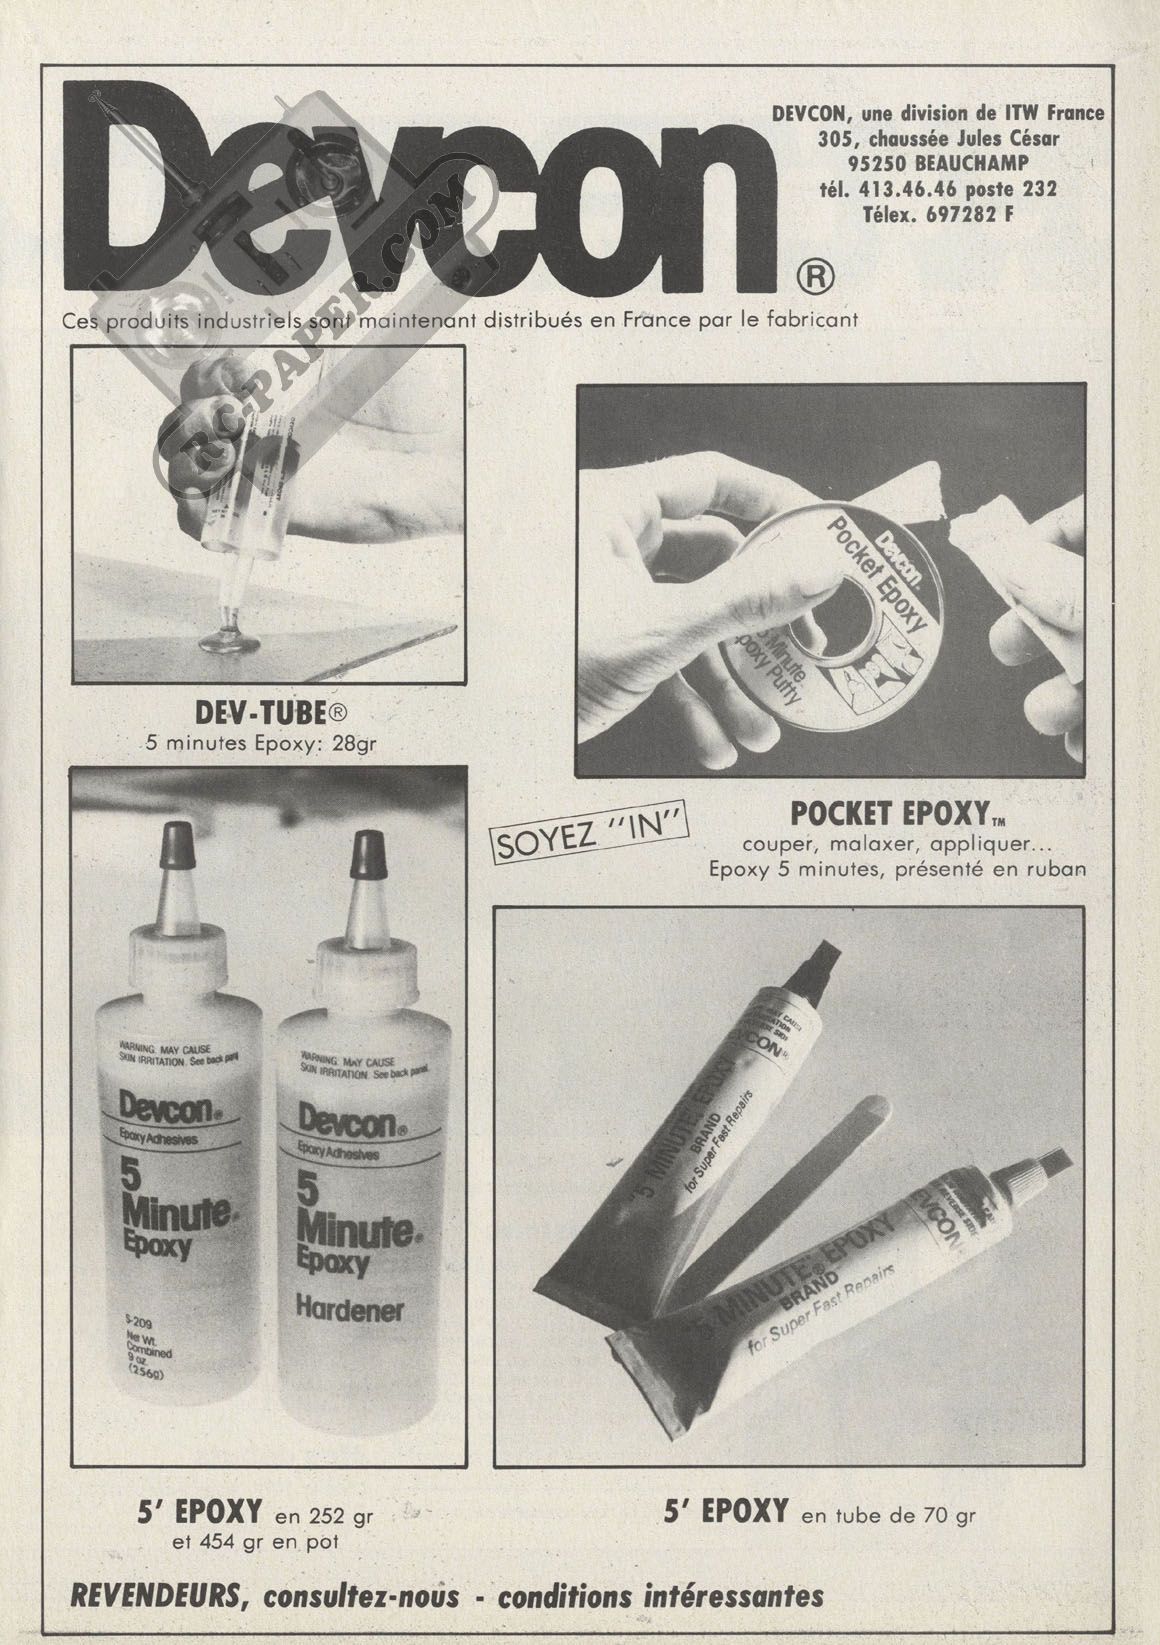 Devcon®
DEVCON, une division de ITW France
305, chaussée Jules César
95250 BEAUCHAMP
tél. 413.46.46 poste 232
Télex. 697282 F
RC-PAPER.COM
Ces produits industriels sont maintenant distribués en France par le fabricant
DEV-TUBE®
5 minutes Epoxy: 28gr
Devcon®
Pocket Epoxy
5 Minute
Epoxy Putty
POCKET EPOXY™
couper, malaxer, appliquer...
Epoxy 5 minutes, présenté en ruban
SOYEZ "IN"
WARNING. MAY CAUSE
SKIN IRRITATION. See back panel
Devcon®
Epoxy Adhesives
5
Minute®
Epoxy
S-209
Net Wt.
Combined
9 oz.
(256g)
WARNING. MAY CAUSE
SKIN IRRITATION. See back panel.
Devcon®
Epoxy Adhesives
5
Minute®
Epoxy
Hardener
DEVCON®
"5 MINUTE" EPOXY
BRAND
for Super Fast Repairs
DEVCON®
"5 MINUTE"® EPOXY
BRAND
for Super Fast Repairs
5' EPOXY en 252 gr
et 454 gr en pot
5' EPOXY en tube de 70 gr
REVENDEURS, consultez-nous - conditions intéressantes